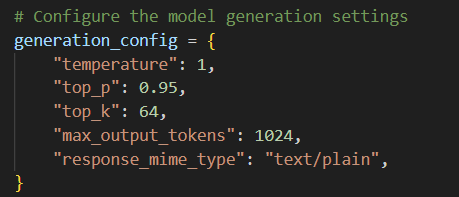 # Configure the model generation settings
generation_config = {
    "temperature": 1,
    "top_p": 0.95,
    "top_k": 64,
    "max_output_tokens": 1024,
    "response_mime_type": "text/plain",
}